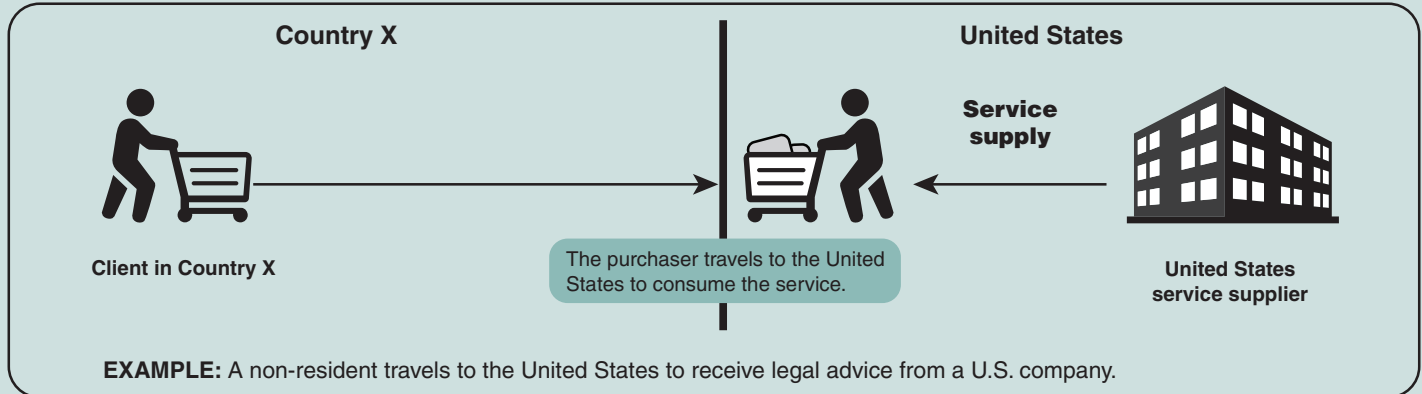 Country X
United States
Service
supply
Client in Country X
The purchaser travels to the United
States to consume the service.
United States
service supplier
EXAMPLE: A non-resident travels to the United States to receive legal advice from a U.S. company.